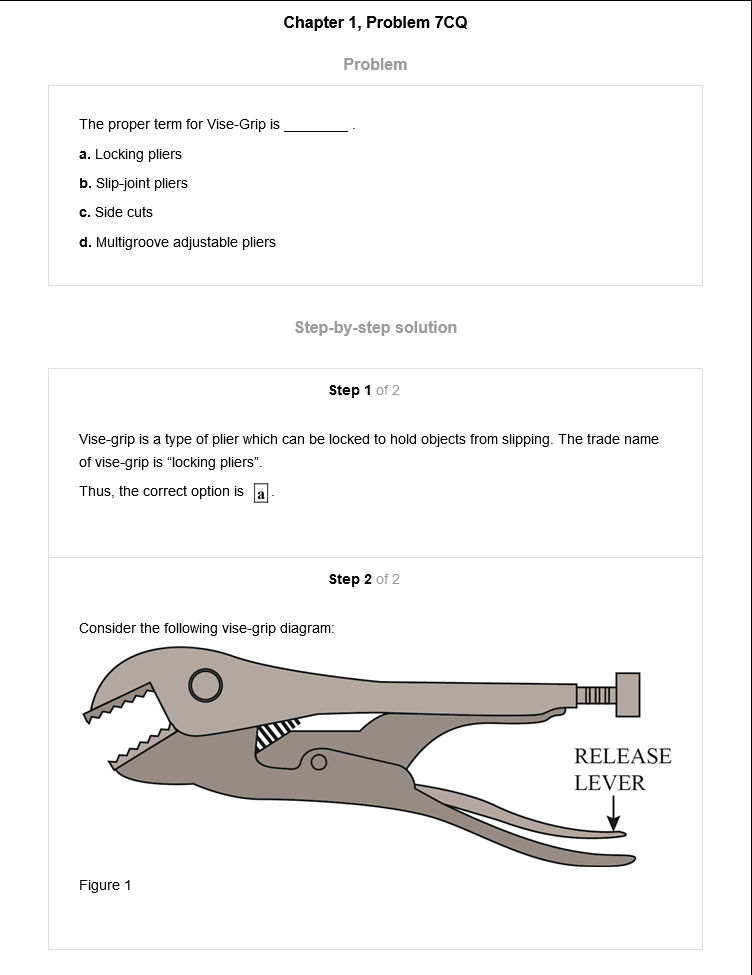 Chapter 1, Problem 7CQ
Problem
The proper term for Vise-Grip is ________ .
a. Locking pliers
b. Slip-joint pliers
c. Side cuts
d. Multigroove adjustable pliers
Step-by-step solution
Step 1 of 2
Vise-grip is a type of plier which can be locked to hold objects from slipping. The trade name
of vise-grip is “locking pliers”.
Thus, the correct option is a .
Step 2 of 2
Consider the following vise-grip diagram:
RELEASE
LEVER
Figure 1